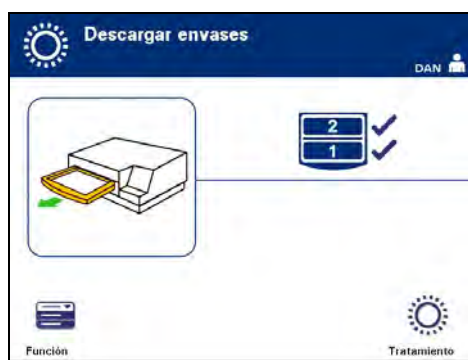 Descargar envases
DAN
2
1
Función
Tratamiento